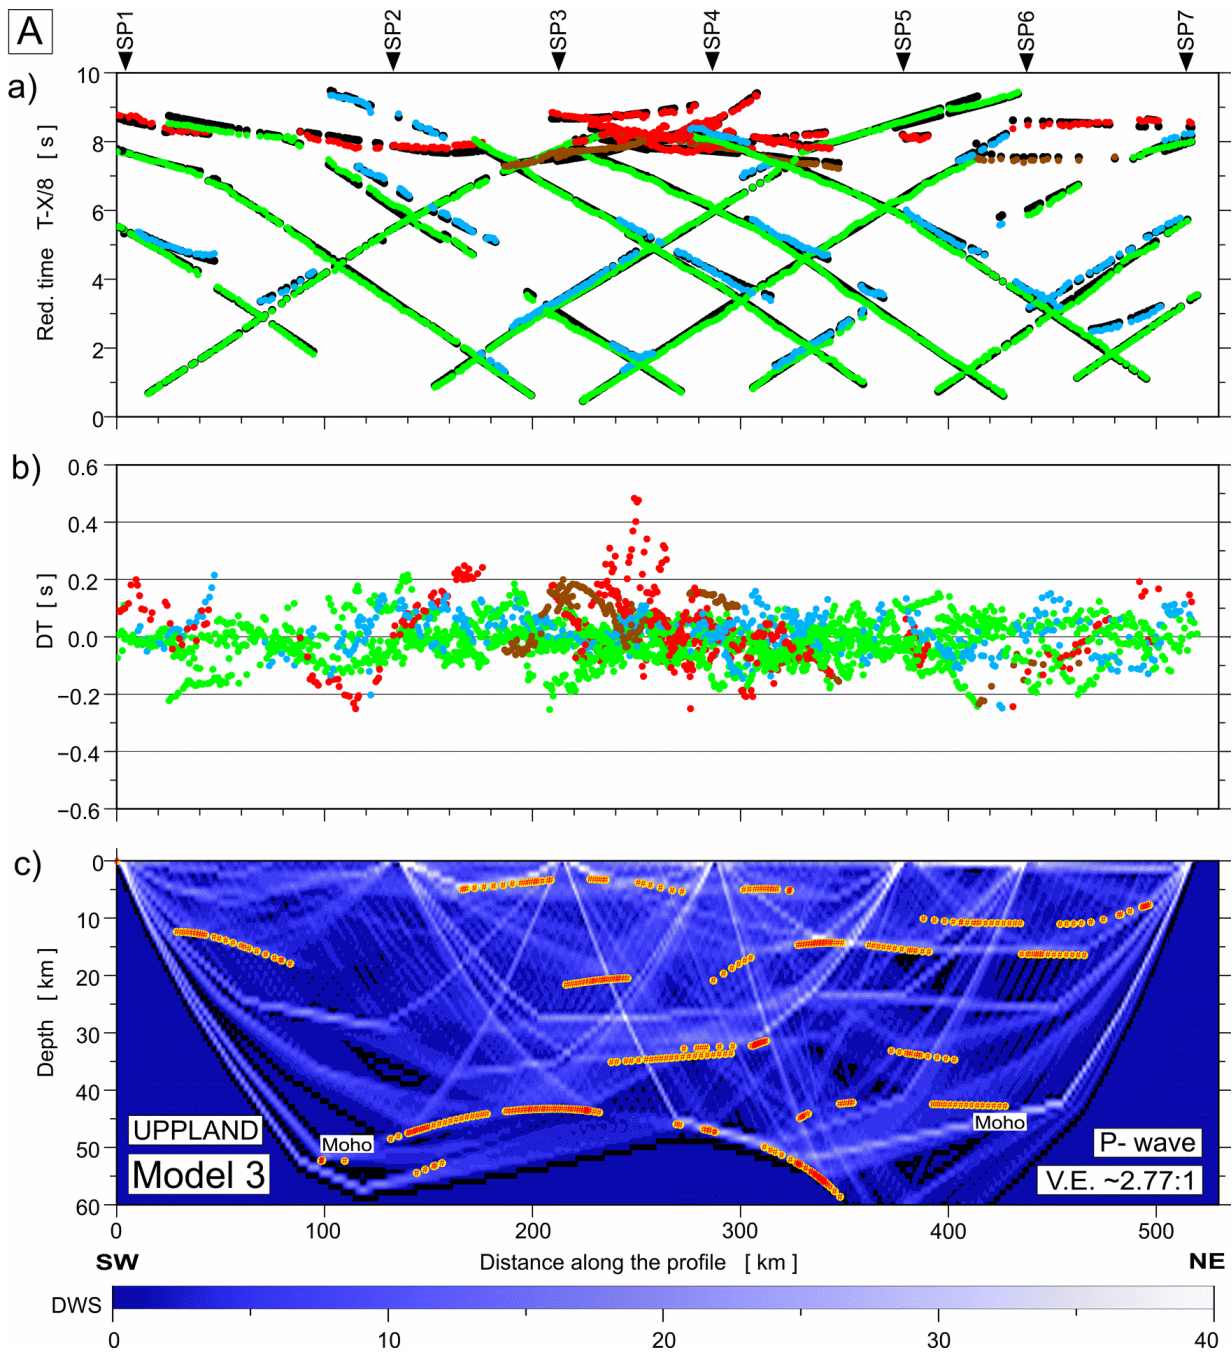 A
SP1 SP2 SP3 SP4 SP5 SP6 SP7
a)
10
8
6
4
2
0
Red. time T-X/8 [ s ]
b)
0.6
0.4
0.2
0.0
−0.2
−0.4
−0.6
DT [ s ]
c)
0
10
20
30
40
50
60
Depth [ km ]
UPPLAND
Model 3
Moho
Moho
P- wave
V.E. ~2.77:1
0 100 200 300 400 500
SW Distance along the profile [ km ] NE
DWS
0 10 20 30 40